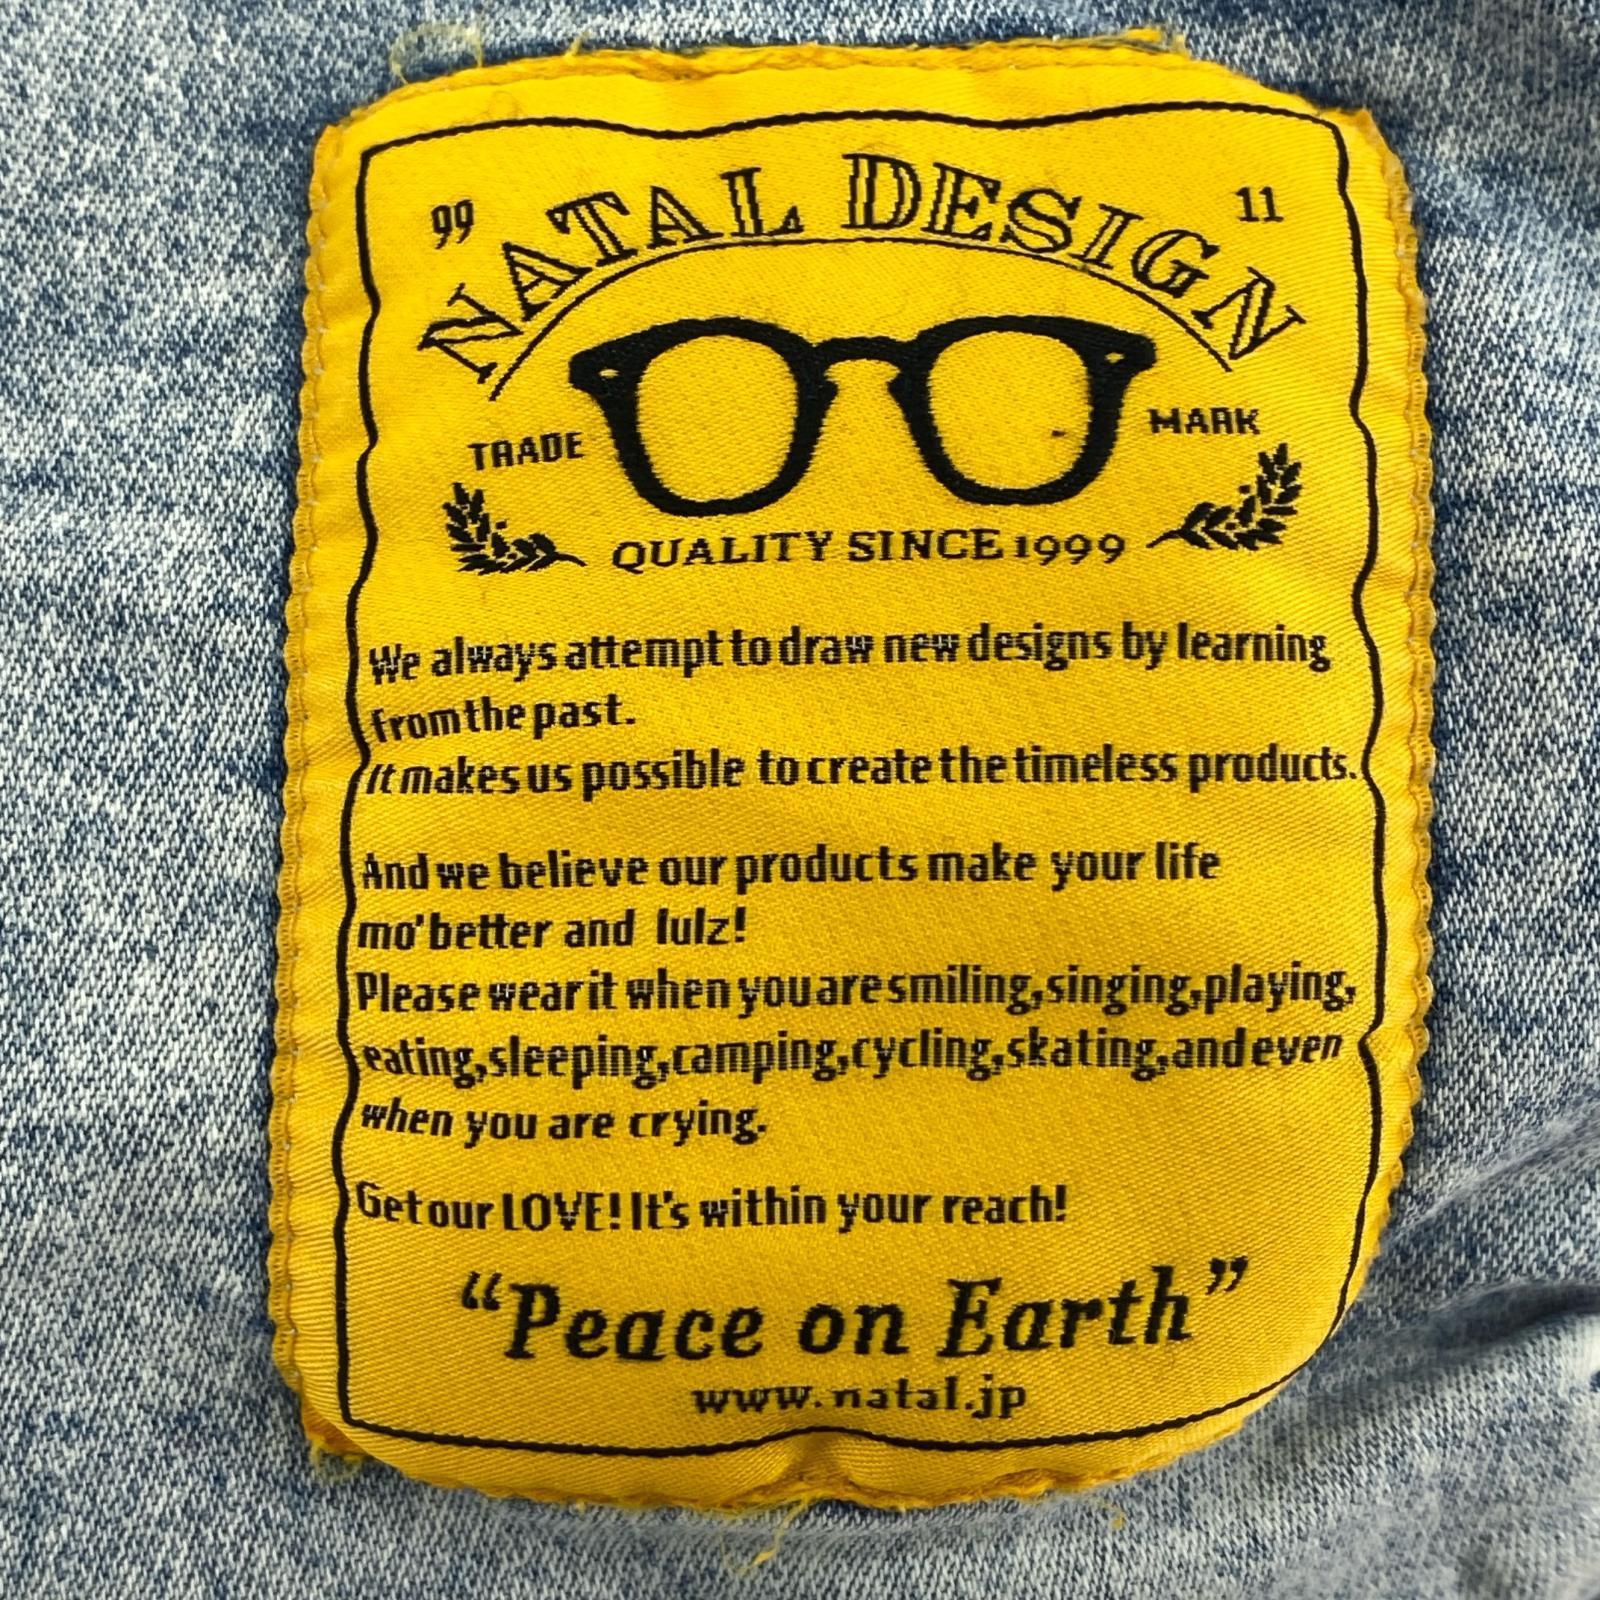 99 NATAL DESIGN 11
TRADE MARK
QUALITY SINCE 1999
We always attempt to draw new designs by learning
from the past.
It makes us possible to create the timeless products.
And we believe our products make your life
mo' better and lulz!
Please wear it when you are smiling,singing,playing,
eating,sleeping,camping,cycling,skating,and even
when you are crying.
Get our LOVE! It's within your reach!
“Peace on Earth”
www.natal.jp